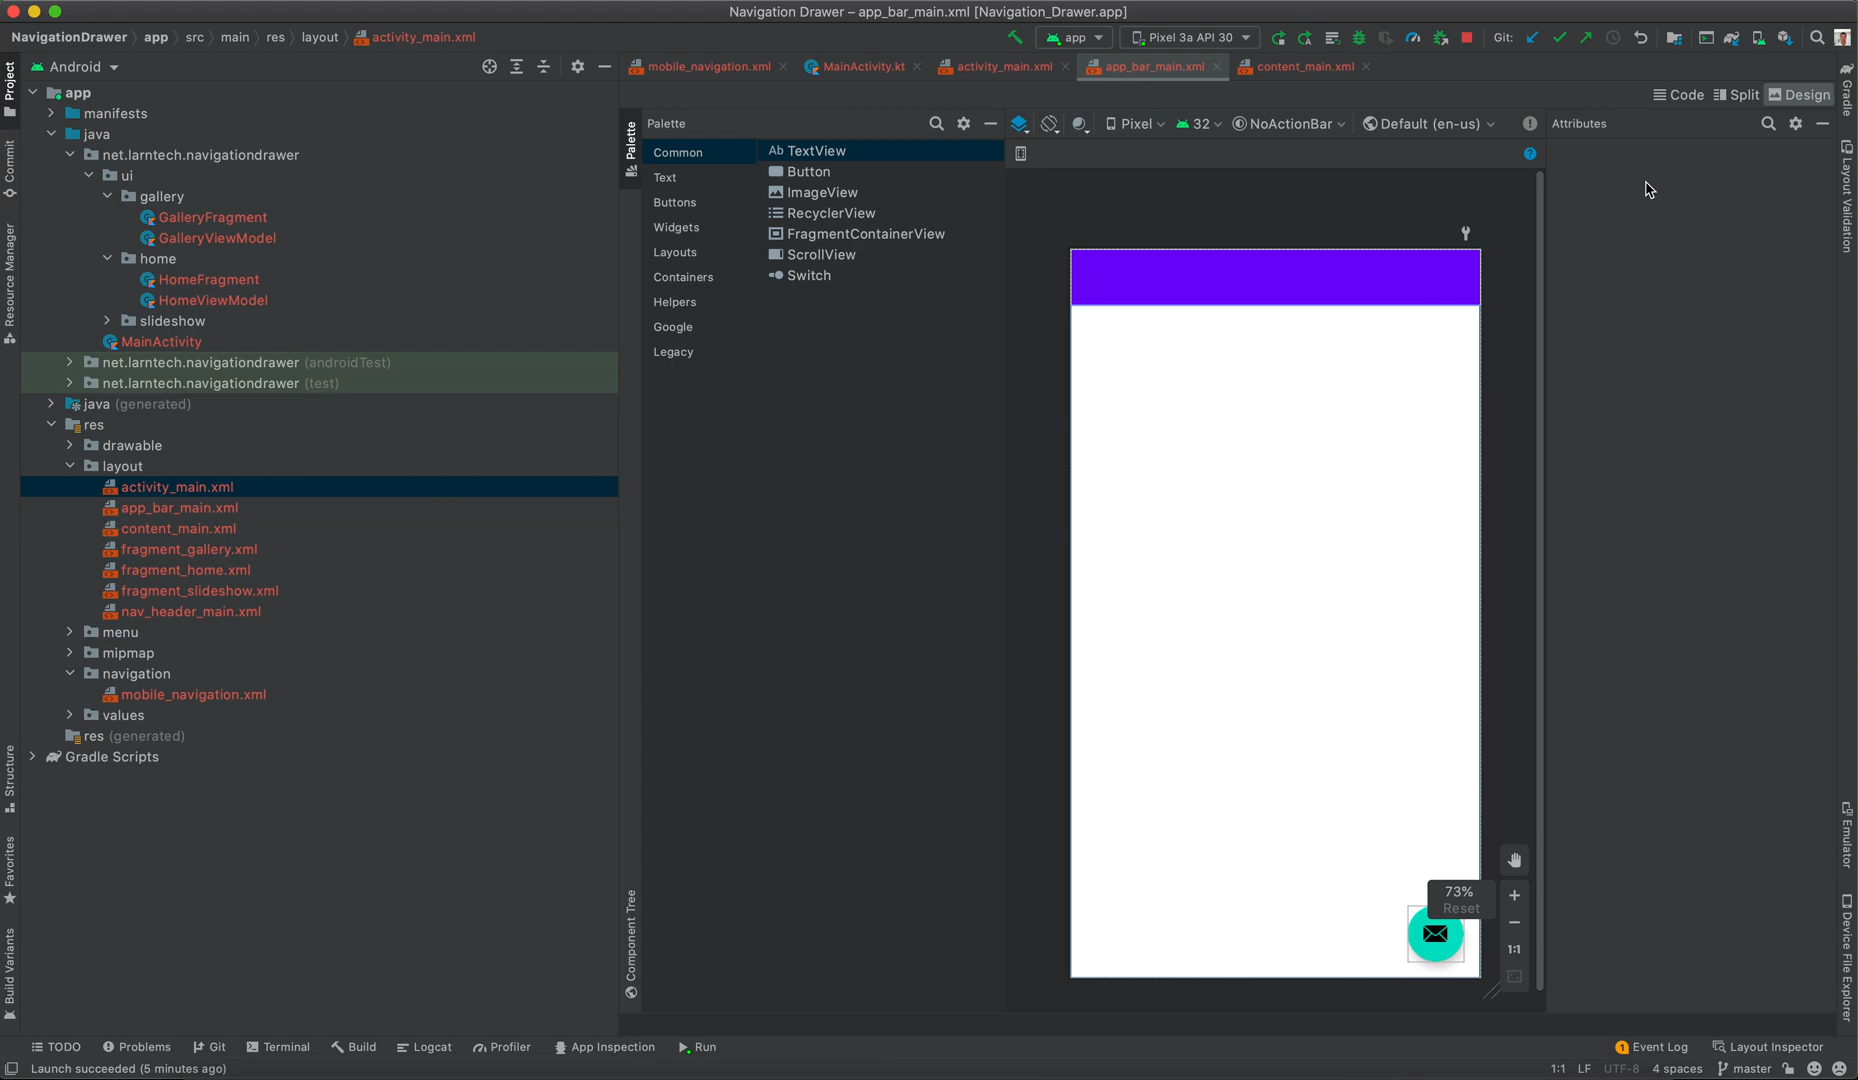 Navigation Drawer – app_bar_main.xml [Navigation_Drawer.app]
NavigationDrawer app src main res layout activity_main.xml
app Pixel 3a API 30 Git:
Android
mobile_navigation.xml MainActivity.kt activity_main.xml app_bar_main.xml content_main.xml
Code Split Design
Project
Commit
Resource Manager
Structure
Favorites
Build Variants
app
manifests
java
net.larntech.navigationdrawer
ui
gallery
GalleryFragment
GalleryViewModel
home
HomeFragment
HomeViewModel
slideshow
MainActivity
net.larntech.navigationdrawer (androidTest)
net.larntech.navigationdrawer (test)
java (generated)
res
drawable
layout
activity_main.xml
app_bar_main.xml
content_main.xml
fragment_gallery.xml
fragment_home.xml
fragment_slideshow.xml
nav_header_main.xml
menu
mipmap
navigation
mobile_navigation.xml
values
res (generated)
Gradle Scripts
Palette
Component Tree
Palette
Common
Text
Buttons
Widgets
Layouts
Containers
Helpers
Google
Legacy
Ab TextView
Button
ImageView
RecyclerView
FragmentContainerView
ScrollView
Switch
Pixel 32 NoActionBar Default (en-us)
73%
Reset
1:1
Attributes
Gradle
Layout Validation
Emulator
Device File Explorer
TODO Problems Git Terminal Build Logcat Profiler App Inspection Run 1 Event Log Layout Inspector
Launch succeeded (5 minutes ago) 1:1 LF UTF-8 4 spaces master